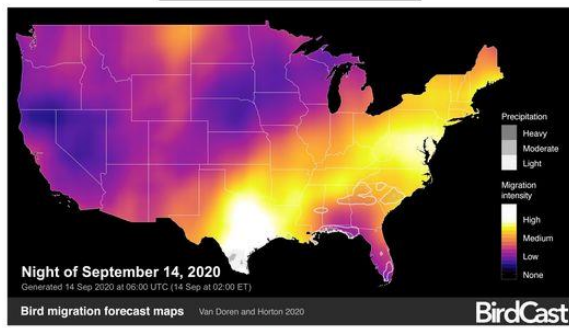 Precipitation
Heavy
Moderate
Light
Migration
intensity
High
Medium
Low
None
Night of September 14, 2020
Generated 14 Sep 2020 at 06:00 UTC (14 Sep at 02:00 ET)
Bird migration forecast maps Van Doren and Horton 2020
BirdCast